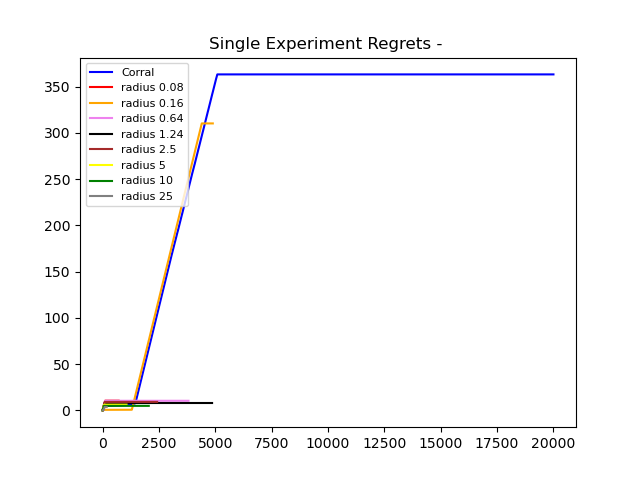 Single Experiment Regrets -
Corral
radius 0.08
radius 0.16
radius 0.64
radius 1.24
radius 2.5
radius 5
radius 10
radius 25
350
300
250
200
150
100
50
0
0 2500 5000 7500 10000 12500 15000 17500 20000